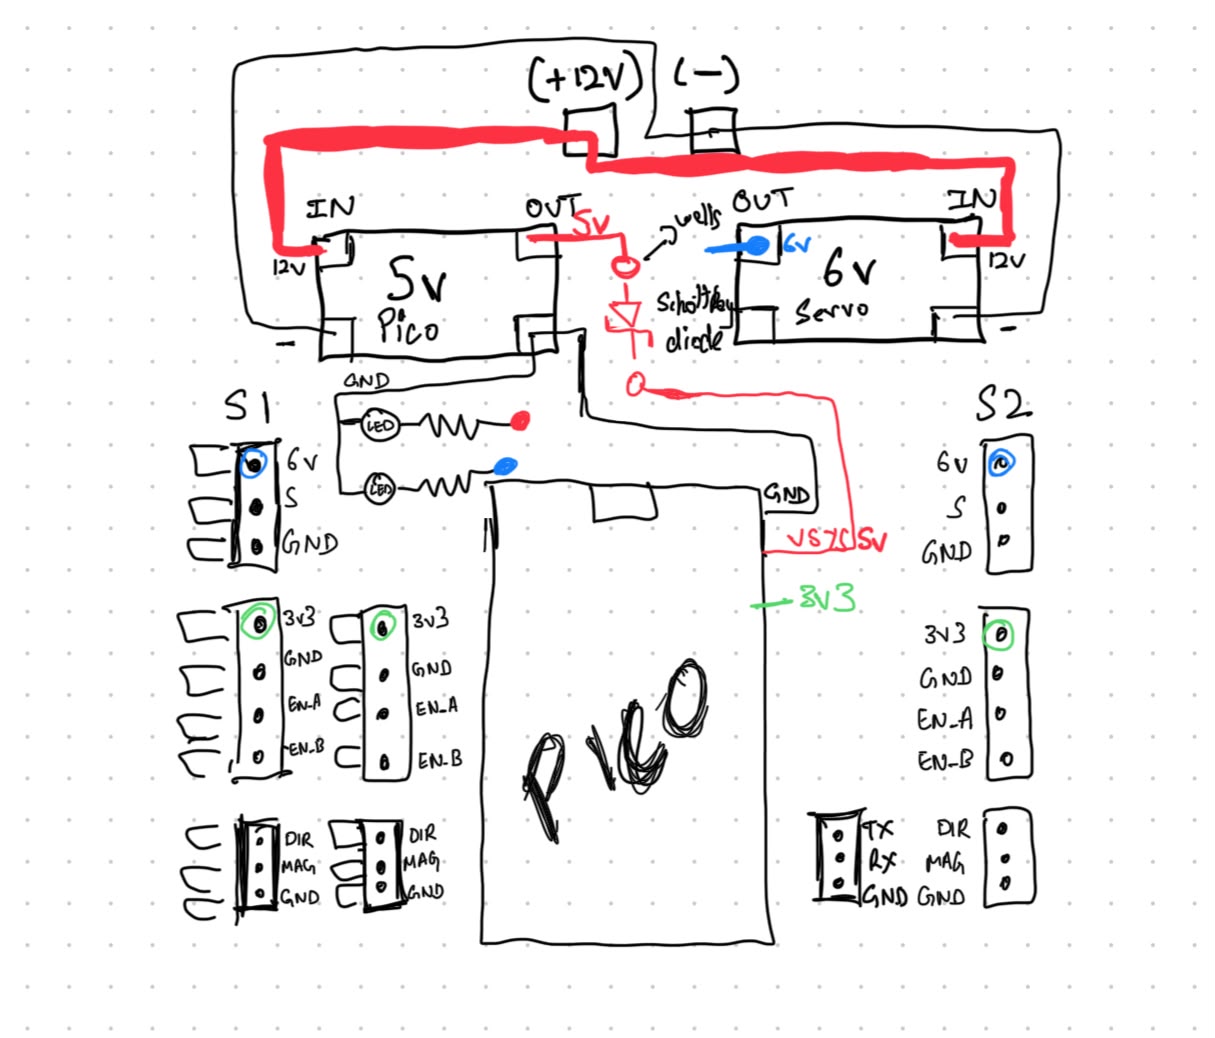 (+12V) (-)
IN
OUT
5V
wells
OUT
IN
12V
5V
Pico
6V
6V
Servo
12V
-
-
Schottkey
diode
GND
S1
LED
LED
S2
6V
S
GND
GND
VSYS 5V
3V3
6V
S
GND
3V3
GND
EN_A
EN_B
3V3
GND
EN_A
EN_B
PICO
3V3
GND
EN_A
EN_B
DIR
MAG
GND
DIR
MAG
GND
TX
RX
GND
DIR
MAG
GND